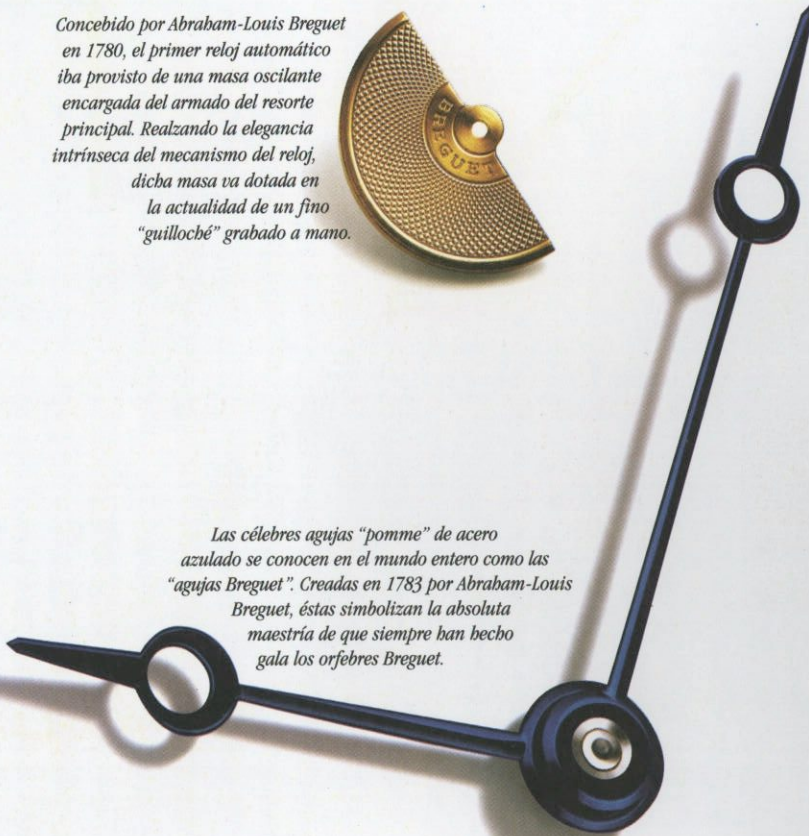 Concebido por Abraham-Louis Breguet
en 1780, el primer reloj automático
iba provisto de una masa oscilante
encargada del armado del resorte
principal. Realzando la elegancia
intrínseca del mecanismo del reloj,
dicha masa va dotada en
la actualidad de un fino
"guilloché" grabado a mano.
BREGUET
Las célebres agujas "pomme" de acero
azulado se conocen en el mundo entero como las
"agujas Breguet". Creadas en 1783 por Abraham-Louis
Breguet, éstas simbolizan la absoluta
maestría de que siempre han hecho
gala los orfebres Breguet.